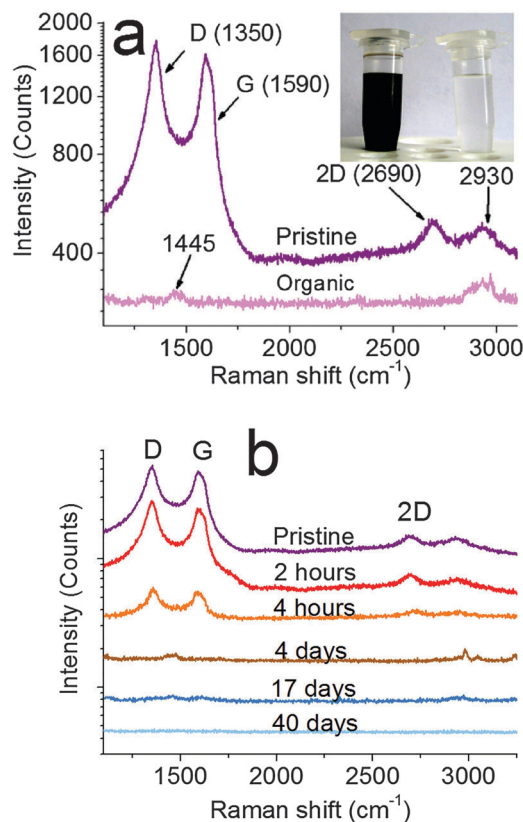 a
2000
1600
1200
800
400
Intensity (Counts)
D (1350)
G (1590)
2D (2690)
2930
1445
Pristine
Organic
1500
2000
2500
3000
Raman shift (cm⁻¹)
b
D
G
2D
Intensity (Counts)
Pristine
2 hours
4 hours
4 days
17 days
40 days
1500
2000
2500
3000
Raman shift (cm⁻¹)